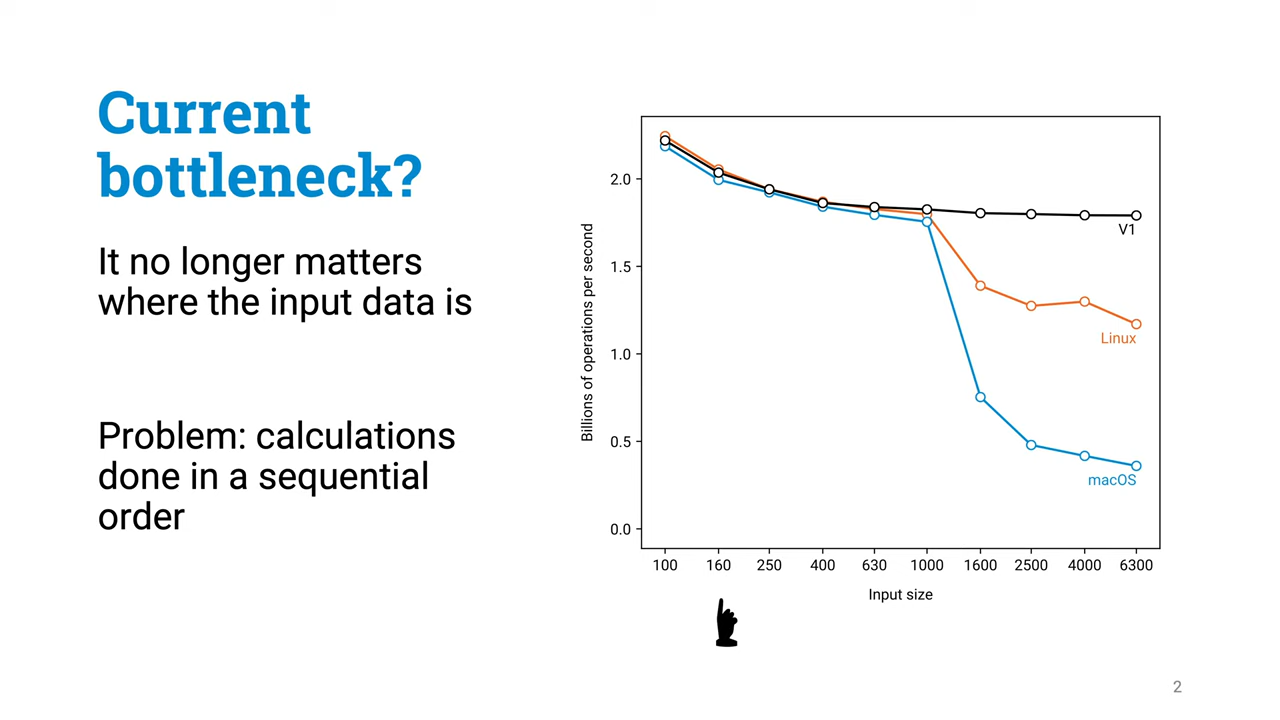 Current
bottleneck?
It no longer matters
where the input data is
Problem: calculations
done in a sequential
order
Billions of operations per second
2.0
1.5
1.0
0.5
0.0
V1
Linux
macOS
100 160 250 400 630 1000 1600 2500 4000 6300
Input size
2